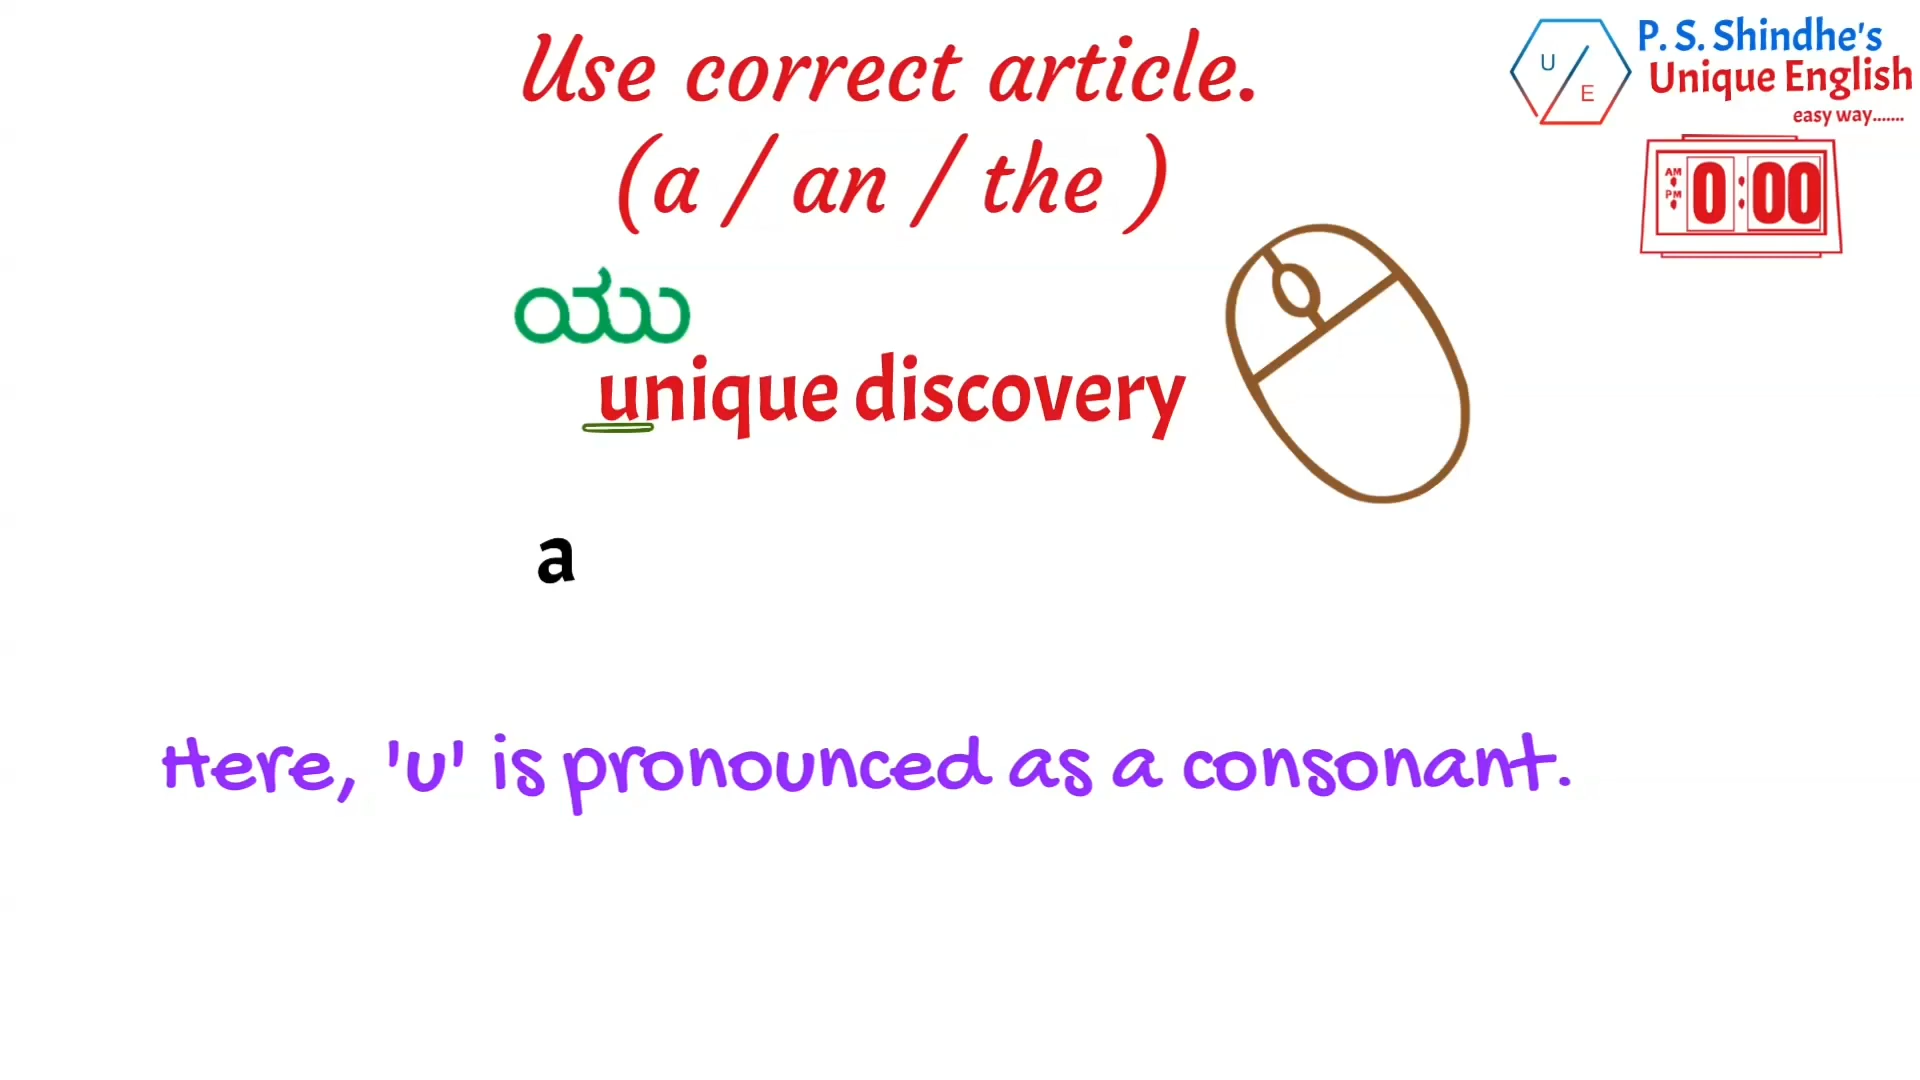 Use correct article.
(a / an / the )
U
E
P. S. Shindhe's
Unique English
easy way.......
AM
PM
0:00
ಯು
unique discovery
a
Here, 'u' is pronounced as a consonant.